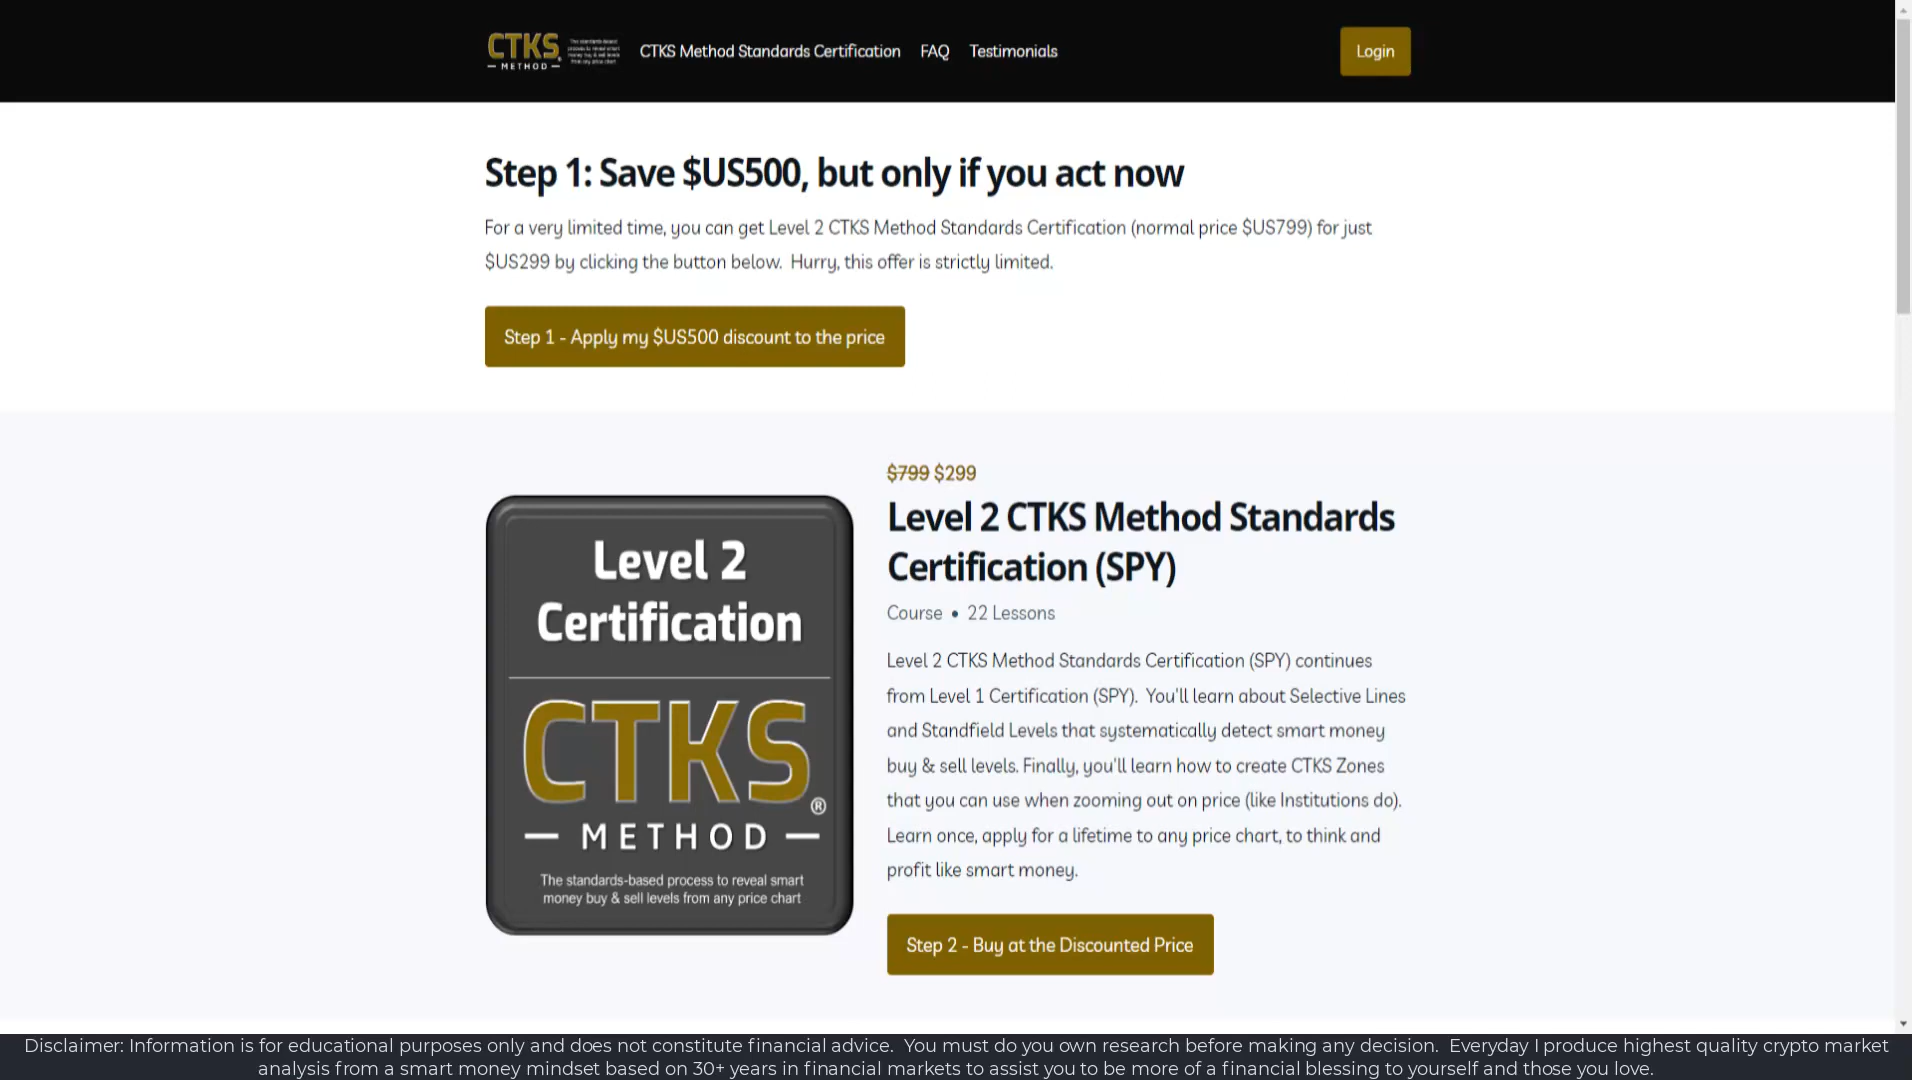 CTKS
METHOD
CTKS Method Standards Certification FAQ Testimonials
Login
Step 1: Save $US500, but only if you act now
For a very limited time, you can get Level 2 CTKS Method Standards Certification (normal price $US799) for just
$US299 by clicking the button below.  Hurry, this offer is strictly limited.
Step 1 - Apply my $US500 discount to the price
Level 2
Certification
CTKS®
METHOD
The standards-based process to reveal smart
money buy & sell levels from any price chart
$799 $299
Level 2 CTKS Method Standards
Certification (SPY)
Course • 22 Lessons
Level 2 CTKS Method Standards Certification (SPY) continues
from Level 1 Certification (SPY).  You'll learn about Selective Lines
and Standfield Levels that systematically detect smart money
buy & sell levels. Finally, you'll learn how to create CTKS Zones
that you can use when zooming out on price (like Institutions do).
Learn once, apply for a lifetime to any price chart, to think and
profit like smart money.
Step 2 - Buy at the Discounted Price
Disclaimer: Information is for educational purposes only and does not constitute financial advice.  You must do you own research before making any decision.  Everyday I produce highest quality crypto market
analysis from a smart money mindset based on 30+ years in financial markets to assist you to be more of a financial blessing to yourself and those you love.